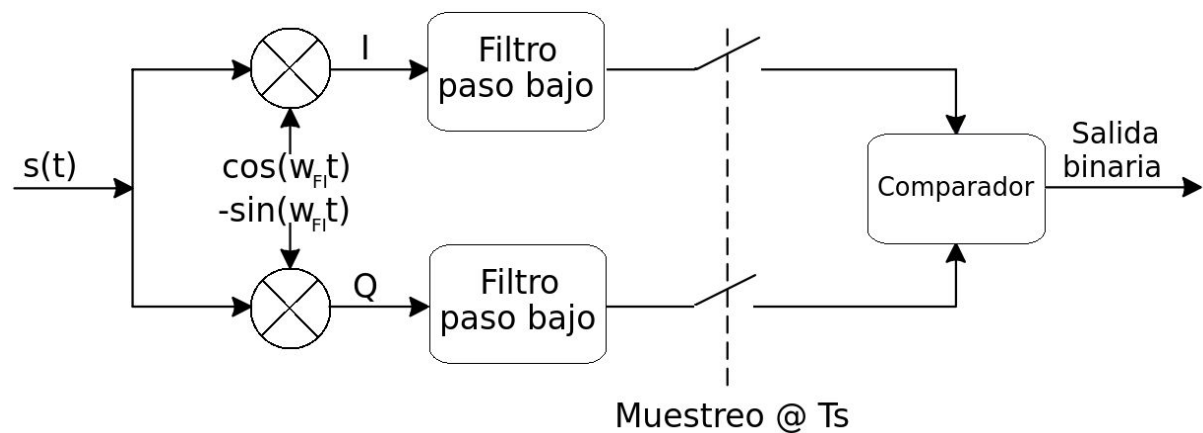 I
Filtro
paso bajo
s(t)
cos(w_FI t)
-sin(w_FI t)
Comparador
Salida
binaria
Q
Filtro
paso bajo
Muestreo @ Ts